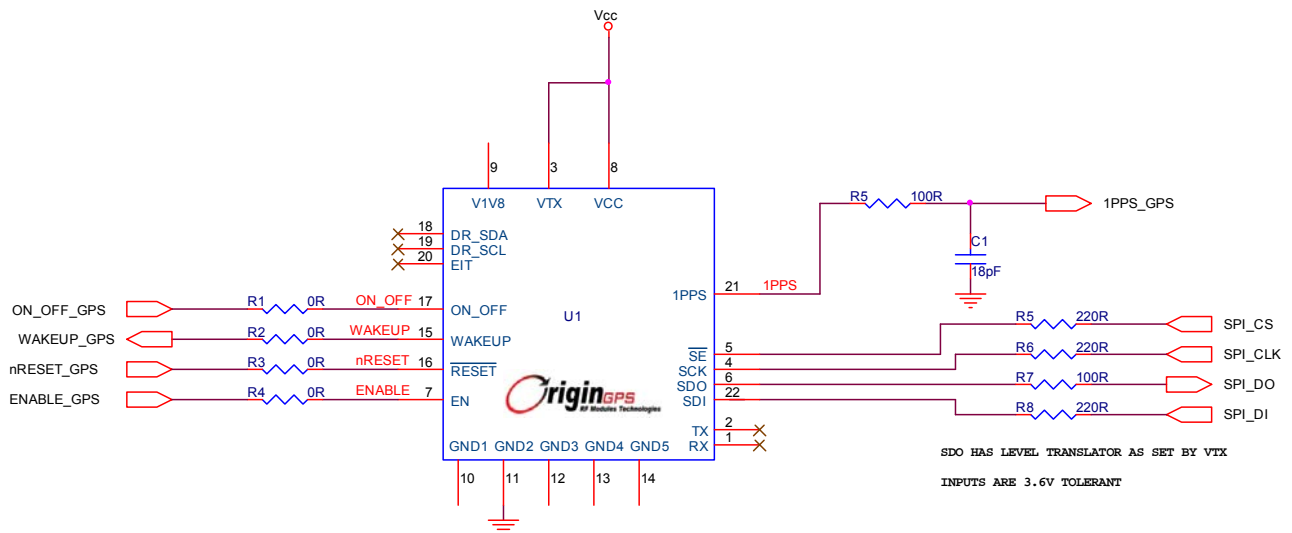 Vcc
9 3 8
V1V8 VTX VCC
18 DR_SDA
19 DR_SCL
20 EIT
R5 100R 1PPS_GPS
C1
18pF
1PPS 21 1PPS
ON_OFF_GPS R1 0R ON_OFF 17 ON_OFF
WAKEUP_GPS R2 0R WAKEUP 15 WAKEUP
nRESET_GPS R3 0R nRESET 16 RESET
ENABLE_GPS R4 0R ENABLE 7 EN
U1
OriginGPS
RF Modules Technologies
SE 5 R5 220R SPI_CS
SCK 4 R6 220R SPI_CLK
SDO 6 R7 100R SPI_DO
SDI 22 R8 220R SPI_DI
TX 2
RX 1
GND1 GND2 GND3 GND4 GND5
10 11 12 13 14
SDO HAS LEVEL TRANSLATOR AS SET BY VTX
INPUTS ARE 3.6V TOLERANT